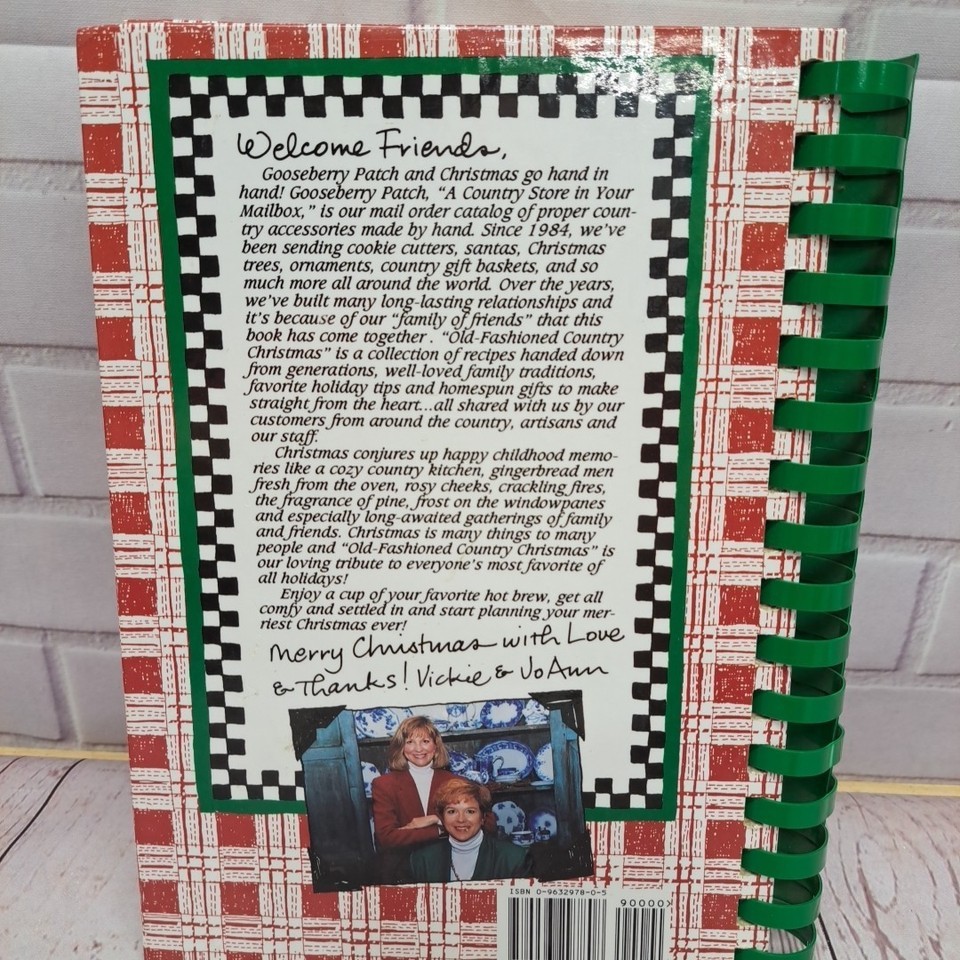 Welcome Friends,
Gooseberry Patch and Christmas go hand in
hand! Gooseberry Patch, "A Country Store in Your
Mailbox," is our mail order catalog of proper coun-
try accessories made by hand. Since 1984, we've
been sending cookie cutters, santas, Christmas
trees, ornaments, country gift baskets, and so
much more all around the world. Over the years,
we've built many long-lasting relationships and
it's because of our "family of friends" that this
book has come together. "Old-Fashioned Country
Christmas" is a collection of recipes handed down
from generations, well-loved family traditions,
favorite holiday tips and homespun gifts to make
straight from the heart...all shared with us by our
customers from around the country, artisans and
our staff.
Christmas conjures up happy childhood memo-
ries like a cozy country kitchen, gingerbread men
fresh from the oven, rosy cheeks, crackling fires,
the fragrance of pine, frost on the windowpanes
and especially long-awaited gatherings of family
and friends. Christmas is many things to many
people and "Old-Fashioned Country Christmas" is
our loving tribute to everyone's most favorite of
all holidays!
Enjoy a cup of your favorite hot brew, get all
comfy and settled in and start planning your mer-
riest Christmas ever!
Merry Christmas with Love
& Thanks! Vickie & JoAnn
ISBN 0-9632978-0-5
90000>